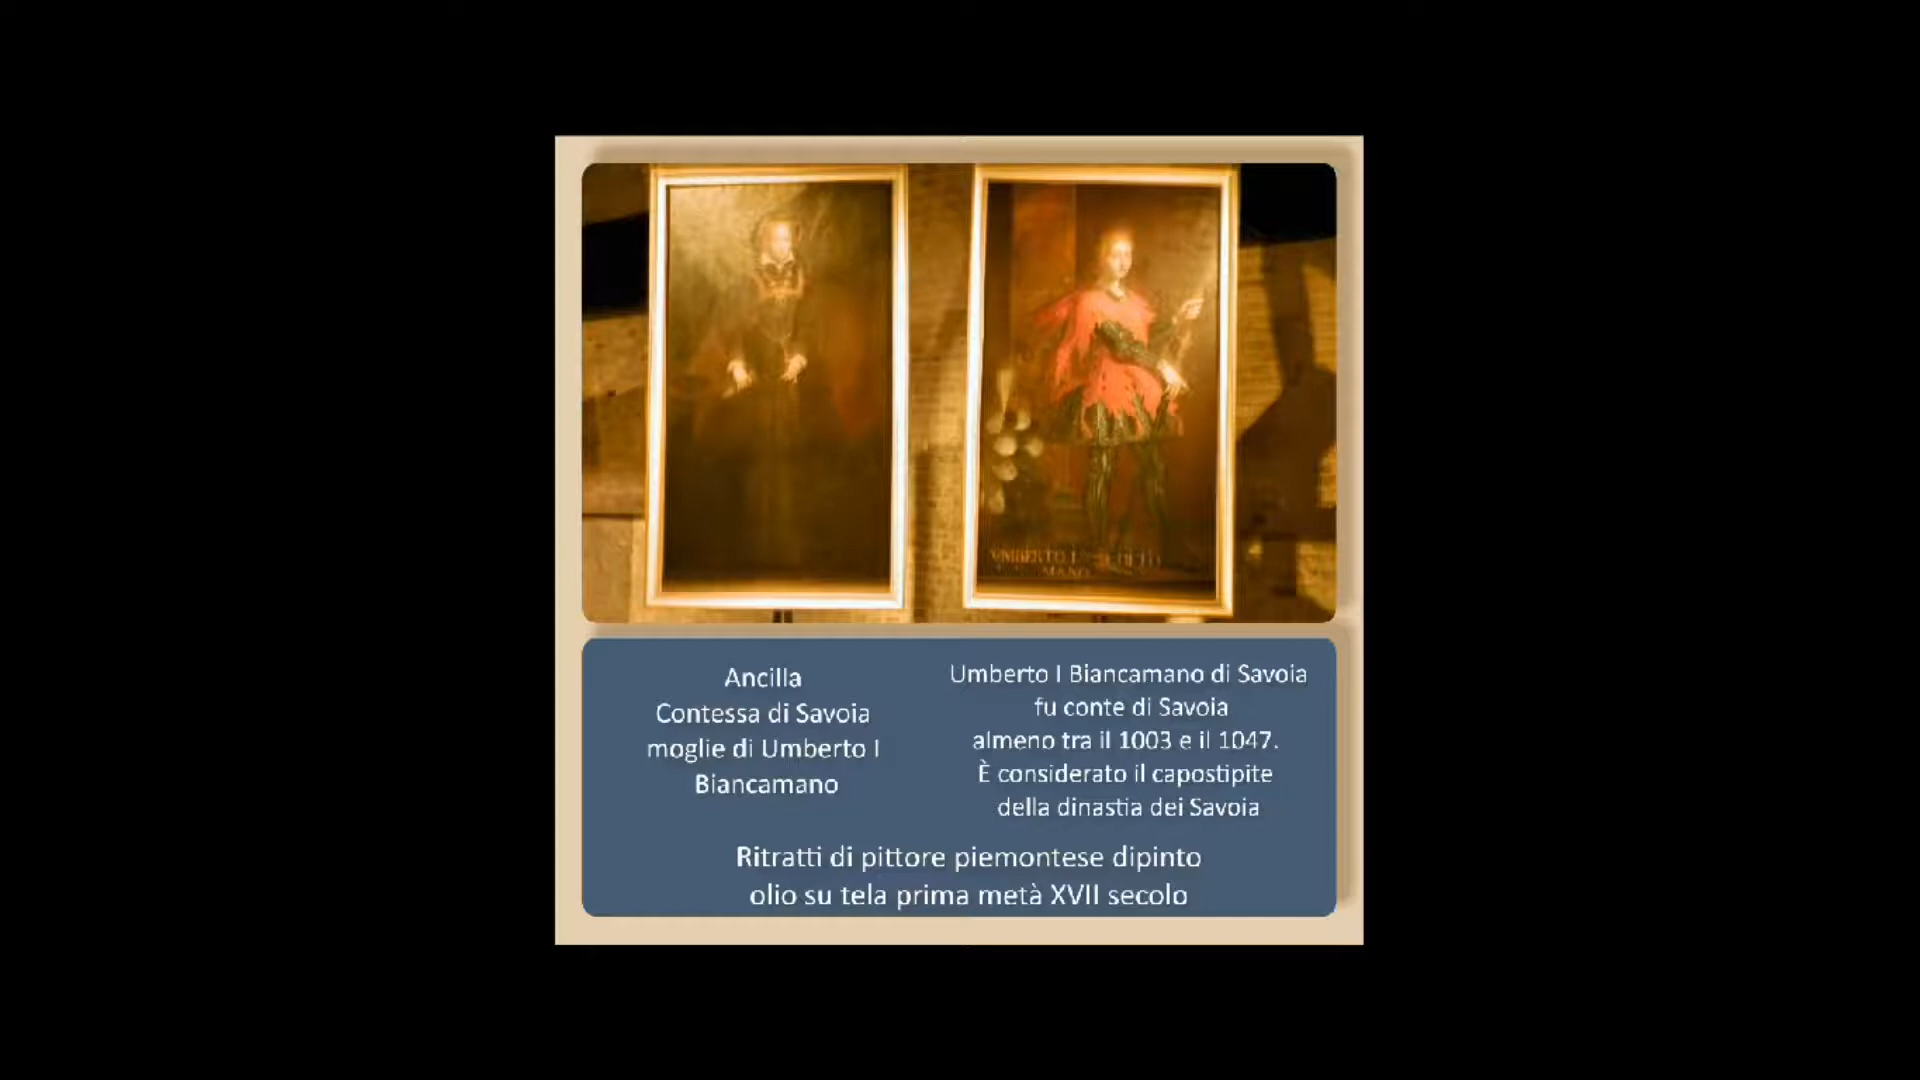 Ancilla
Contessa di Savoia
moglie di Umberto I
Biancamano
Umberto I Biancamano di Savoia
fu conte di Savoia
almeno tra il 1003 e il 1047.
È considerato il capostipite
della dinastia dei Savoia
Ritratti di pittore piemontese dipinto
olio su tela prima metà XVII secolo